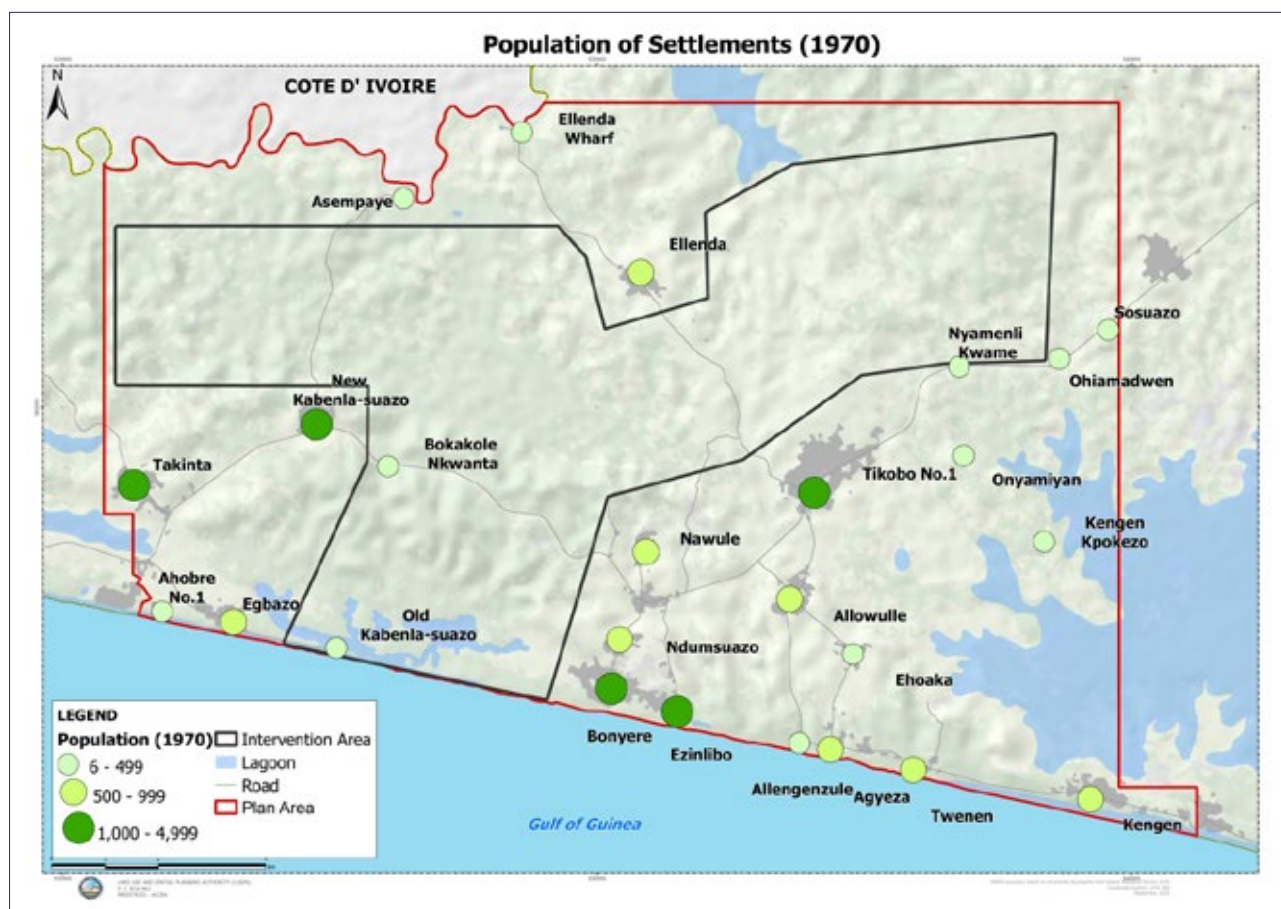 Population of Settlements (1970)
N
COTE D' IVOIRE
Ellenda
Wharf
Asempaye
Ellenda
Sosuazo
Nyamenli
Kwame
Ohiamadwen
New
Kabenla-suazo
Bokakole
Nkwanta
Takinta
Tikobo No.1
Onyamiyan
Kengen
Kpokezo
Nawule
Ahobre
No.1
Egbazo
Old
Kabenla-suazo
Allowulle
Ndumsuazo
Ehoaka
Bonyere
Ezinlibo
Allengenzule
Agyeza
Twenen
Kengen
Gulf of Guinea
LEGEND
Population (1970)
6 - 499
500 - 999
1,000 - 4,999
Intervention Area
Lagoon
Road
Plan Area